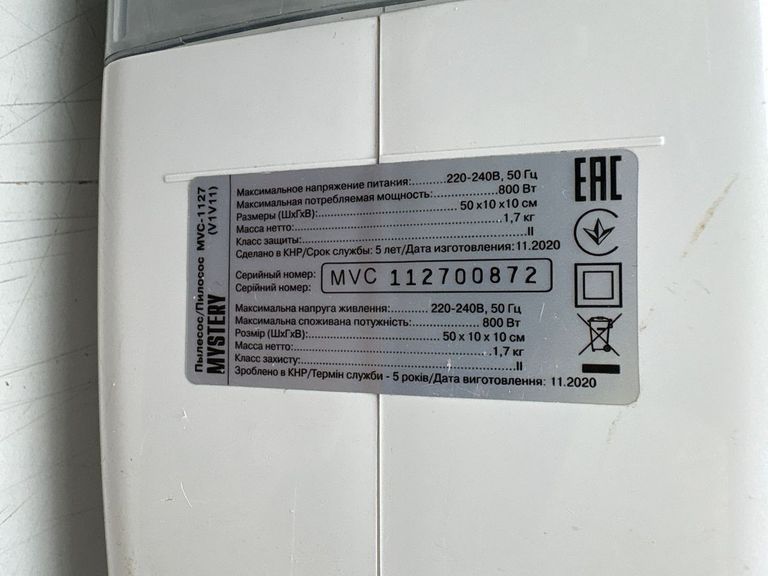 Пылесос/Пилосос MVC-1127
(V1V11)
MYSTERY
Максимальное напряжение питания:........220-240В, 50 Гц
Максимальная потребляемая мощность:..............800 Вт
Размеры (ШхГхВ):................................50 х 10 х 10 см
Масса нетто:..............................................1,7 кг
Класс защиты:..............................................II
Сделано в КНР/Срок службы: 5 лет/Дата изготовления:11.2020
Серийный номер:
Серійний номер:
MVC 112700872
Максимальна напруга живлення:............220-240В, 50 Гц
Максимальна споживана потужність:................800 Вт
Розмір (ШхГхВ):................................50 х 10 х 10 см
Масса нетто:..............................................1,7 кг
Класс захисту:..............................................II
Зроблено в КНР/Термін служби - 5 років/Дата виготовлення: 11.2020
EAC